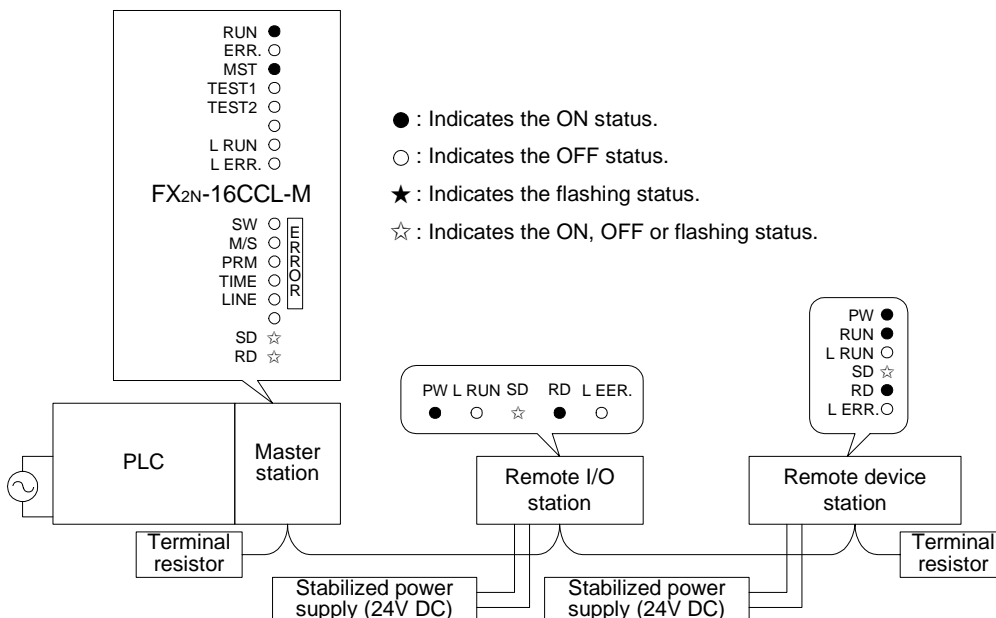 RUN ●
ERR. ○
MST ●
TEST1 ○
TEST2 ○
○
L RUN ○
L ERR. ○
FX2N-16CCL-M
SW ○
M/S ○
PRM ○
TIME ○
LINE ○
ERROR
○
SD ☆
RD ☆
● : Indicates the ON status.
○ : Indicates the OFF status.
★ : Indicates the flashing status.
☆ : Indicates the ON, OFF or flashing status.
PW L RUN SD RD L EER.
● ○ ☆ ● ○
PW ●
RUN ●
L RUN ○
SD ☆
RD ●
L ERR. ○
PLC
Master
station
Remote I/O
station
Remote device
station
Terminal
resistor
Terminal
resistor
Stabilized power
supply (24V DC)
Stabilized power
supply (24V DC)